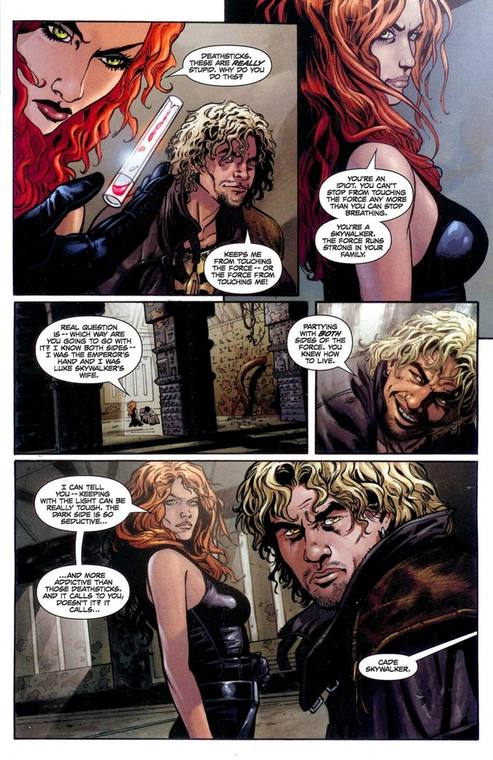 DEATHSTICKS.
THESE ARE REALLY
STUPID. WHY DO YOU
DO THIS?
KEEPS ME
FROM TOUCHING
THE FORCE -- OR
THE FORCE FROM
TOUCHING ME!
YOU'RE AN
IDIOT. YOU CAN'T
STOP FROM TOUCHING
THE FORCE ANY MORE
THAN YOU CAN STOP
BREATHING.
YOU'RE A
SKYWALKER.
THE FORCE RUNS
STRONG IN YOUR
FAMILY.
REAL QUESTION
IS -- WHICH WAY ARE
YOU GOING TO GO WITH
IT? I KNOW BOTH SIDES --
I WAS THE EMPEROR'S
HAND AND I WAS
LUKE SKYWALKER'S
WIFE.
PARTYING
WITH BOTH
SIDES OF THE
FORCE. YOU
KNEW HOW
TO LIVE.
I CAN TELL
YOU -- KEEPING
WITH THE LIGHT CAN BE
REALLY TOUGH. THE
DARK SIDE IS SO
SEDUCTIVE...
...AND MORE
ADDICTIVE THAN
THOSE DEATHSTICKS.
AND IT CALLS TO YOU,
DOESN'T IT? IT
CALLS...
CADE
SKYWALKER.